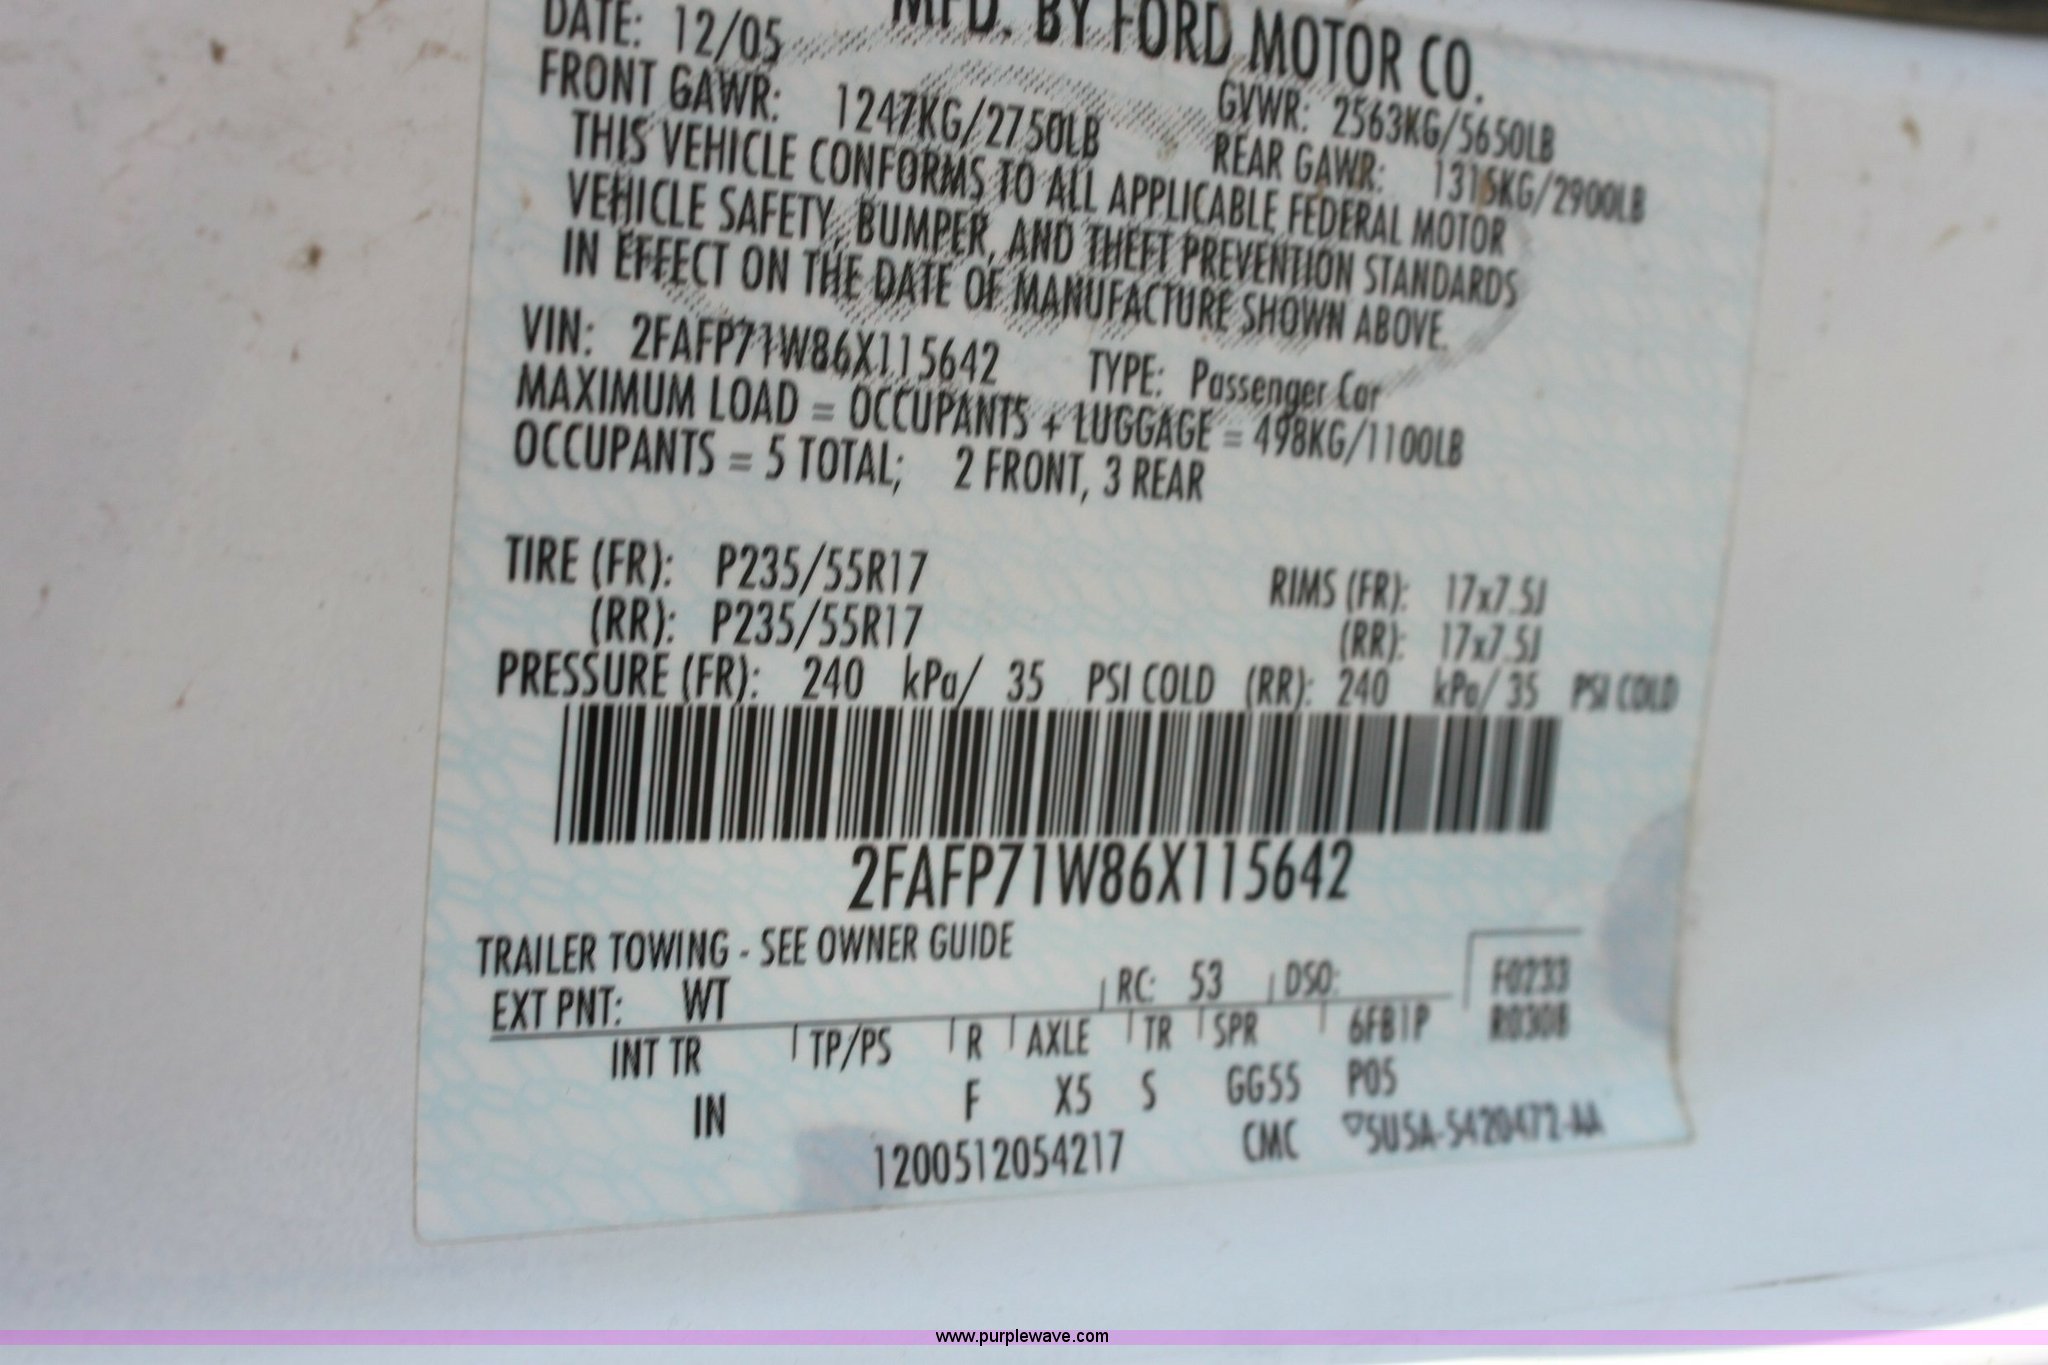 MFD. BY FORD MOTOR CO.
DATE: 12/05 GVWR: 2563KG/5650LB
FRONT GAWR: 1247KG/2750LB REAR GAWR: 1315KG/2900LB
THIS VEHICLE CONFORMS TO ALL APPLICABLE FEDERAL MOTOR
VEHICLE SAFETY, BUMPER, AND THEFT PREVENTION STANDARDS
IN EFFECT ON THE DATE OF MANUFACTURE SHOWN ABOVE.
VIN: 2FAFP71W86X115642 TYPE: Passenger Car
MAXIMUM LOAD = OCCUPANTS + LUGGAGE = 498KG/1100LB
OCCUPANTS = 5 TOTAL; 2 FRONT, 3 REAR
TIRE (FR): P235/55R17 RIMS (FR): 17x7.5J
(RR): P235/55R17 (RR): 17x7.5J
PRESSURE (FR): 240 kPa/ 35 PSI COLD (RR): 240 kPa/ 35 PSI COLD
2FAFP71W86X115642
TRAILER TOWING - SEE OWNER GUIDE
EXT PNT: WT RC: 53 DSO: F0233
INT TR TP/PS R AXLE TR SPR 6FB1P R0308
IN F X5 S GG55 P05
1200512054217 CMC ▽5U5A-5420472-AA
www.purplewave.com